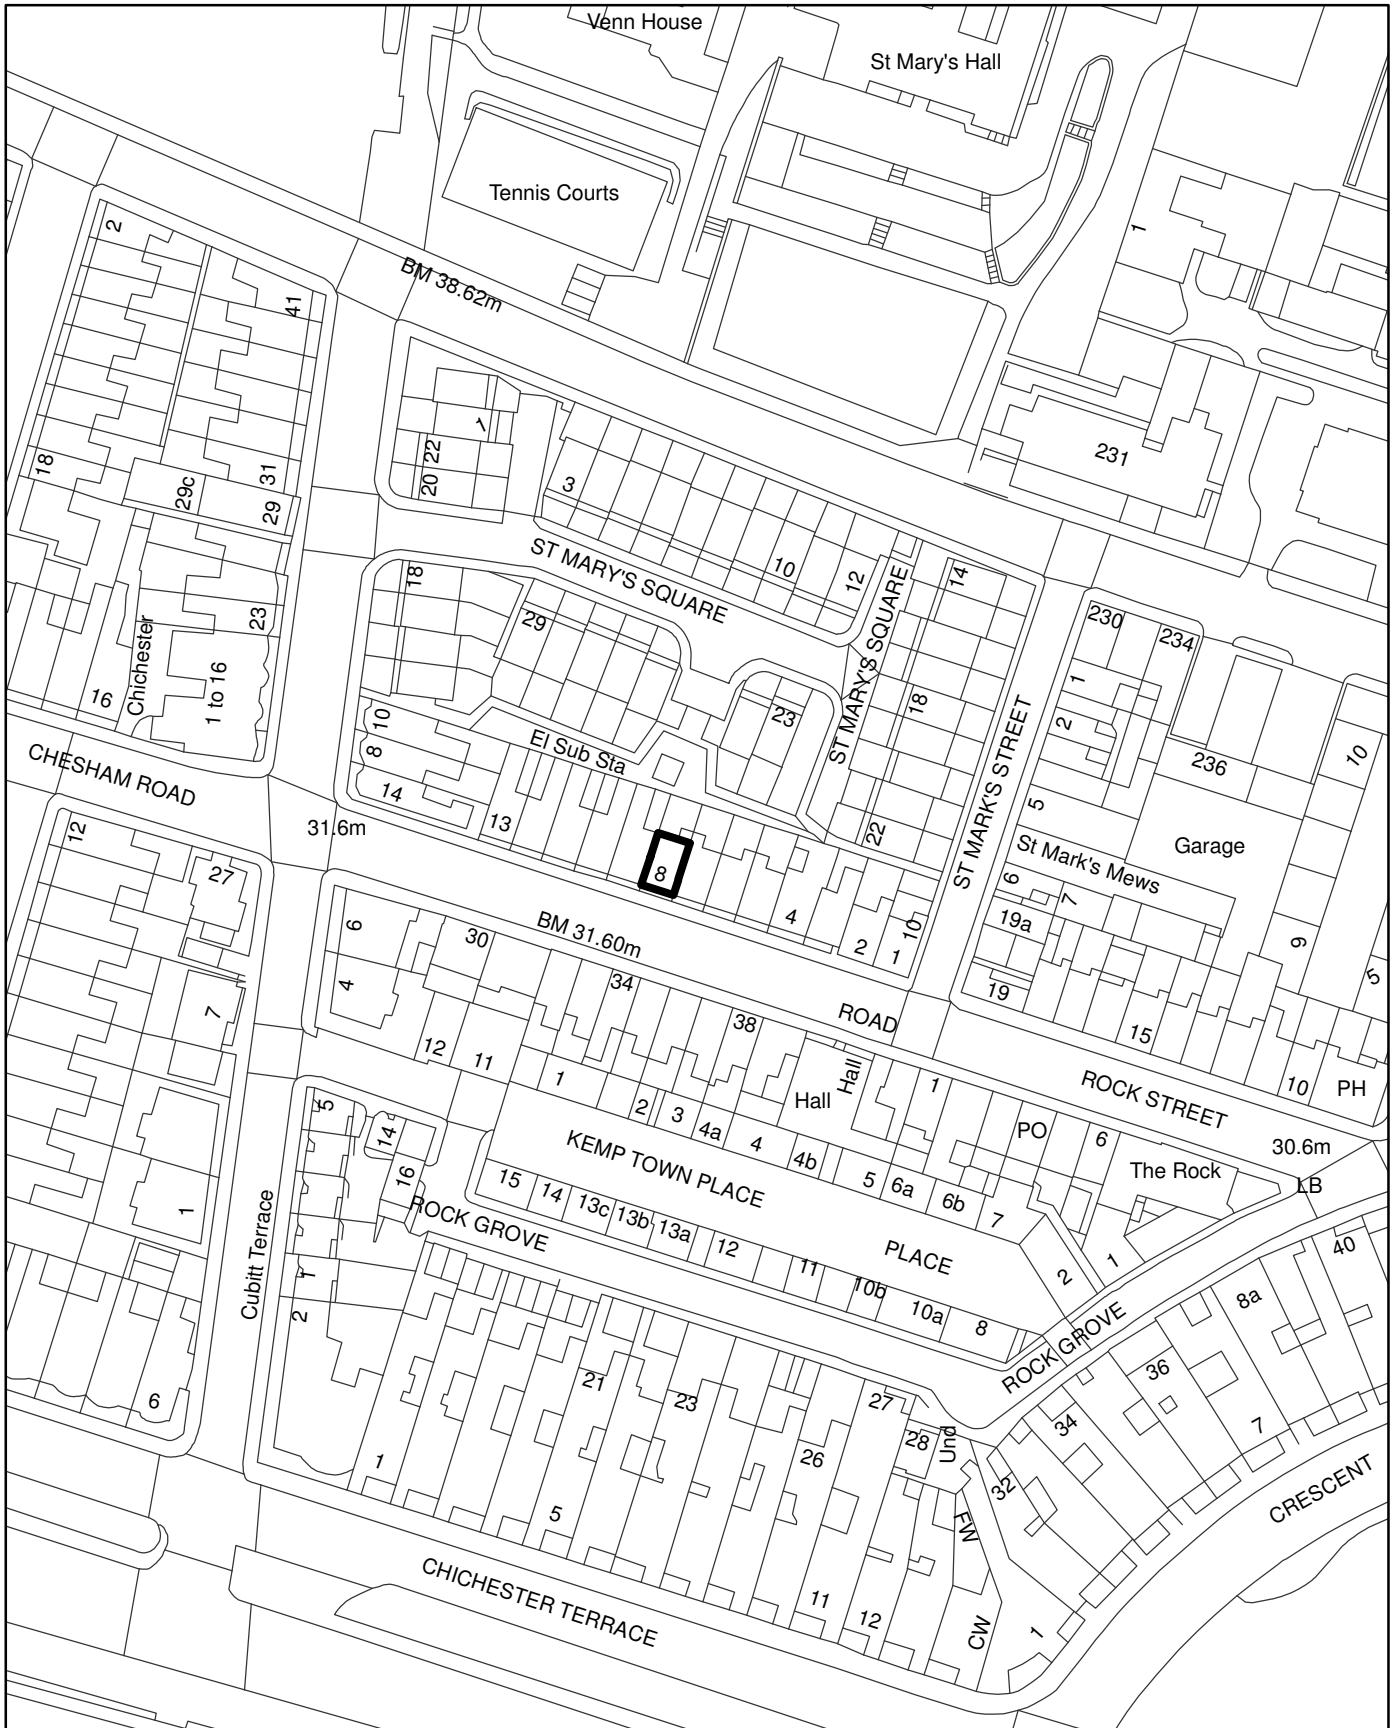 Venn House
St Mary's Hall
Tennis Courts
2
1
BM 38.62m
41
231
1
22
20
3
18
31
29c
29
10
12
ST MARY'S SQUARE
ST MARY'S SQUARE
14
18
29
23
Chichester
16
1 to 16
230
234
1
2
18
23
10
8
El Sub Sta
ST MARY'S SQUARE
ST MARK'S STREET
236
10
CHESHAM ROAD
14
13
31.6m
5
22
Garage
St Mark's Mews
12
27
8
6
7
19a
4
10
2
1
9
5
BM 31.60m
6
30
4
34
19
7
38
ROAD
15
12
11
1
Hall
Hall
1
ROCK STREET
10
PH
5
2
3
4a
4
4b
5
6a
6b
7
PO
6
The Rock
30.6m
LB
14
16
KEMP TOWN PLACE
15
14
13c
13b
13a
12
11
10b
10a
8
PLACE
ROCK GROVE
1
Cubitt Terrace
1
2
2
1
40
8a
ROCK GROVE
36
34
7
21
23
27
28
Und
26
32
6
1
5
CRESCENT
FW
CHICHESTER TERRACE
11
12
CW
1